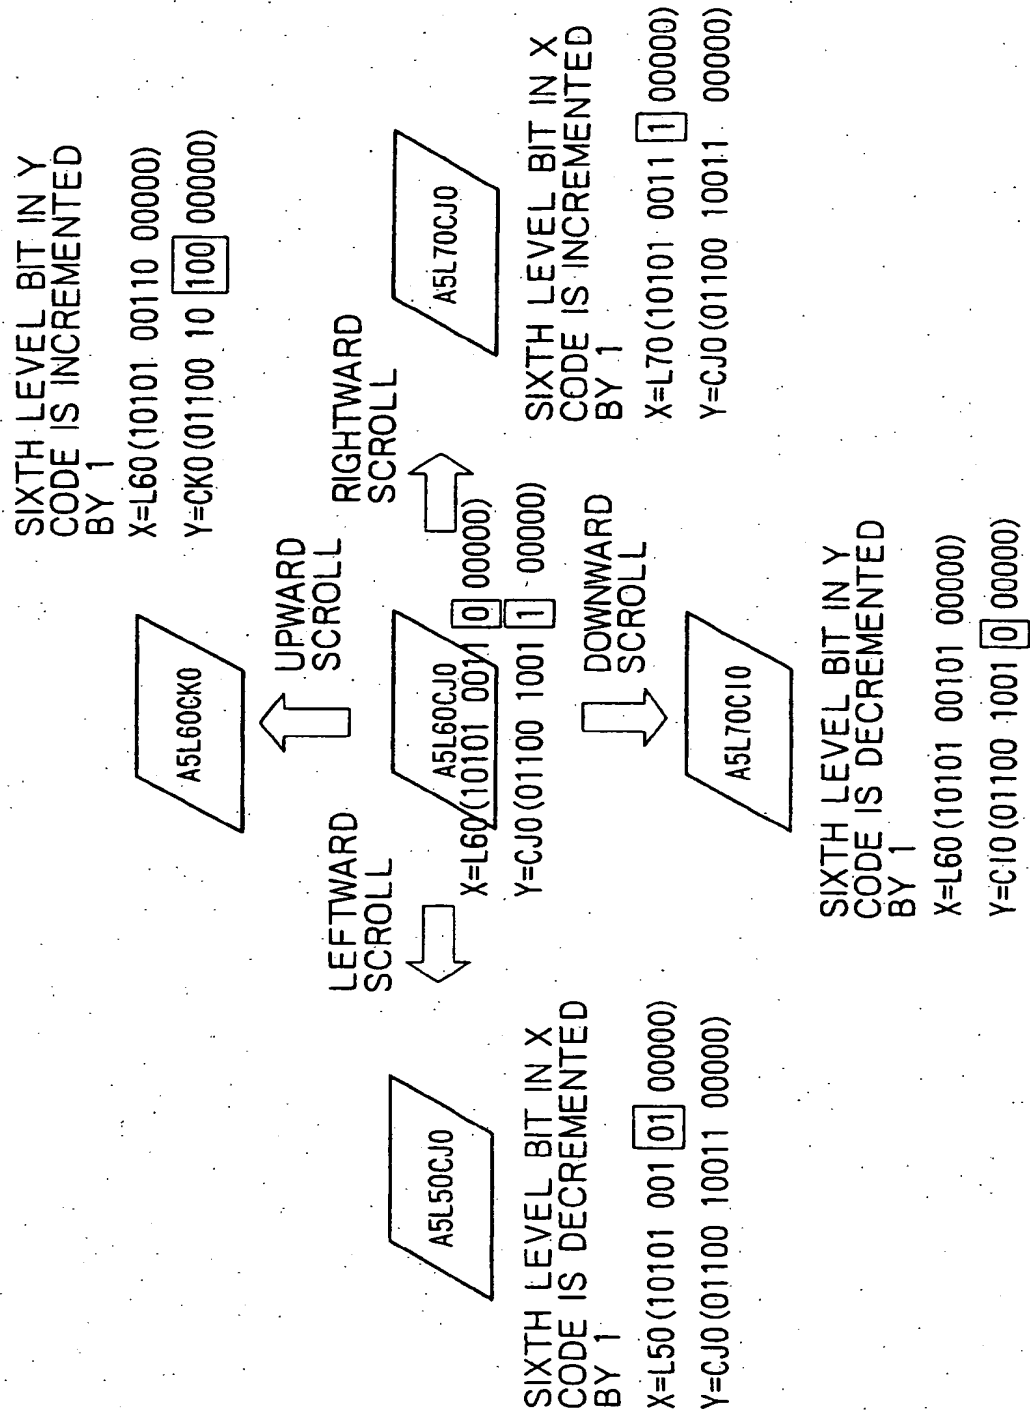 SIXTH LEVEL BIT IN Y
CODE IS INCREMENTED
BY 1
X=L60(10101 00110 00000)
Y=CK0(01100 10 100 00000)
A5L60CK0
UPWARD
SCROLL
LEFTWARD
SCROLL
RIGHTWARD
SCROLL
A5L50CJ0
SIXTH LEVEL BIT IN X
CODE IS DECREMENTED
BY 1
X=L50(10101 001 01 00000)
Y=CJ0(01100 10011 00000)
A5L60CJ0
X=L60(10101 0011 0 00000)
Y=CJ0(01100 1001 1 00000)
A5L70CJ0
SIXTH LEVEL BIT IN X
CODE IS INCREMENTED
BY 1
X=L70(10101 0011 1 00000)
Y=CJ0(01100 10011 00000)
DOWNWARD
SCROLL
A5L70CI0
SIXTH LEVEL BIT IN Y
CODE IS DECREMENTED
BY 1
X=L60(10101 00101 00000)
Y=CI0(01100 1001 0 00000)